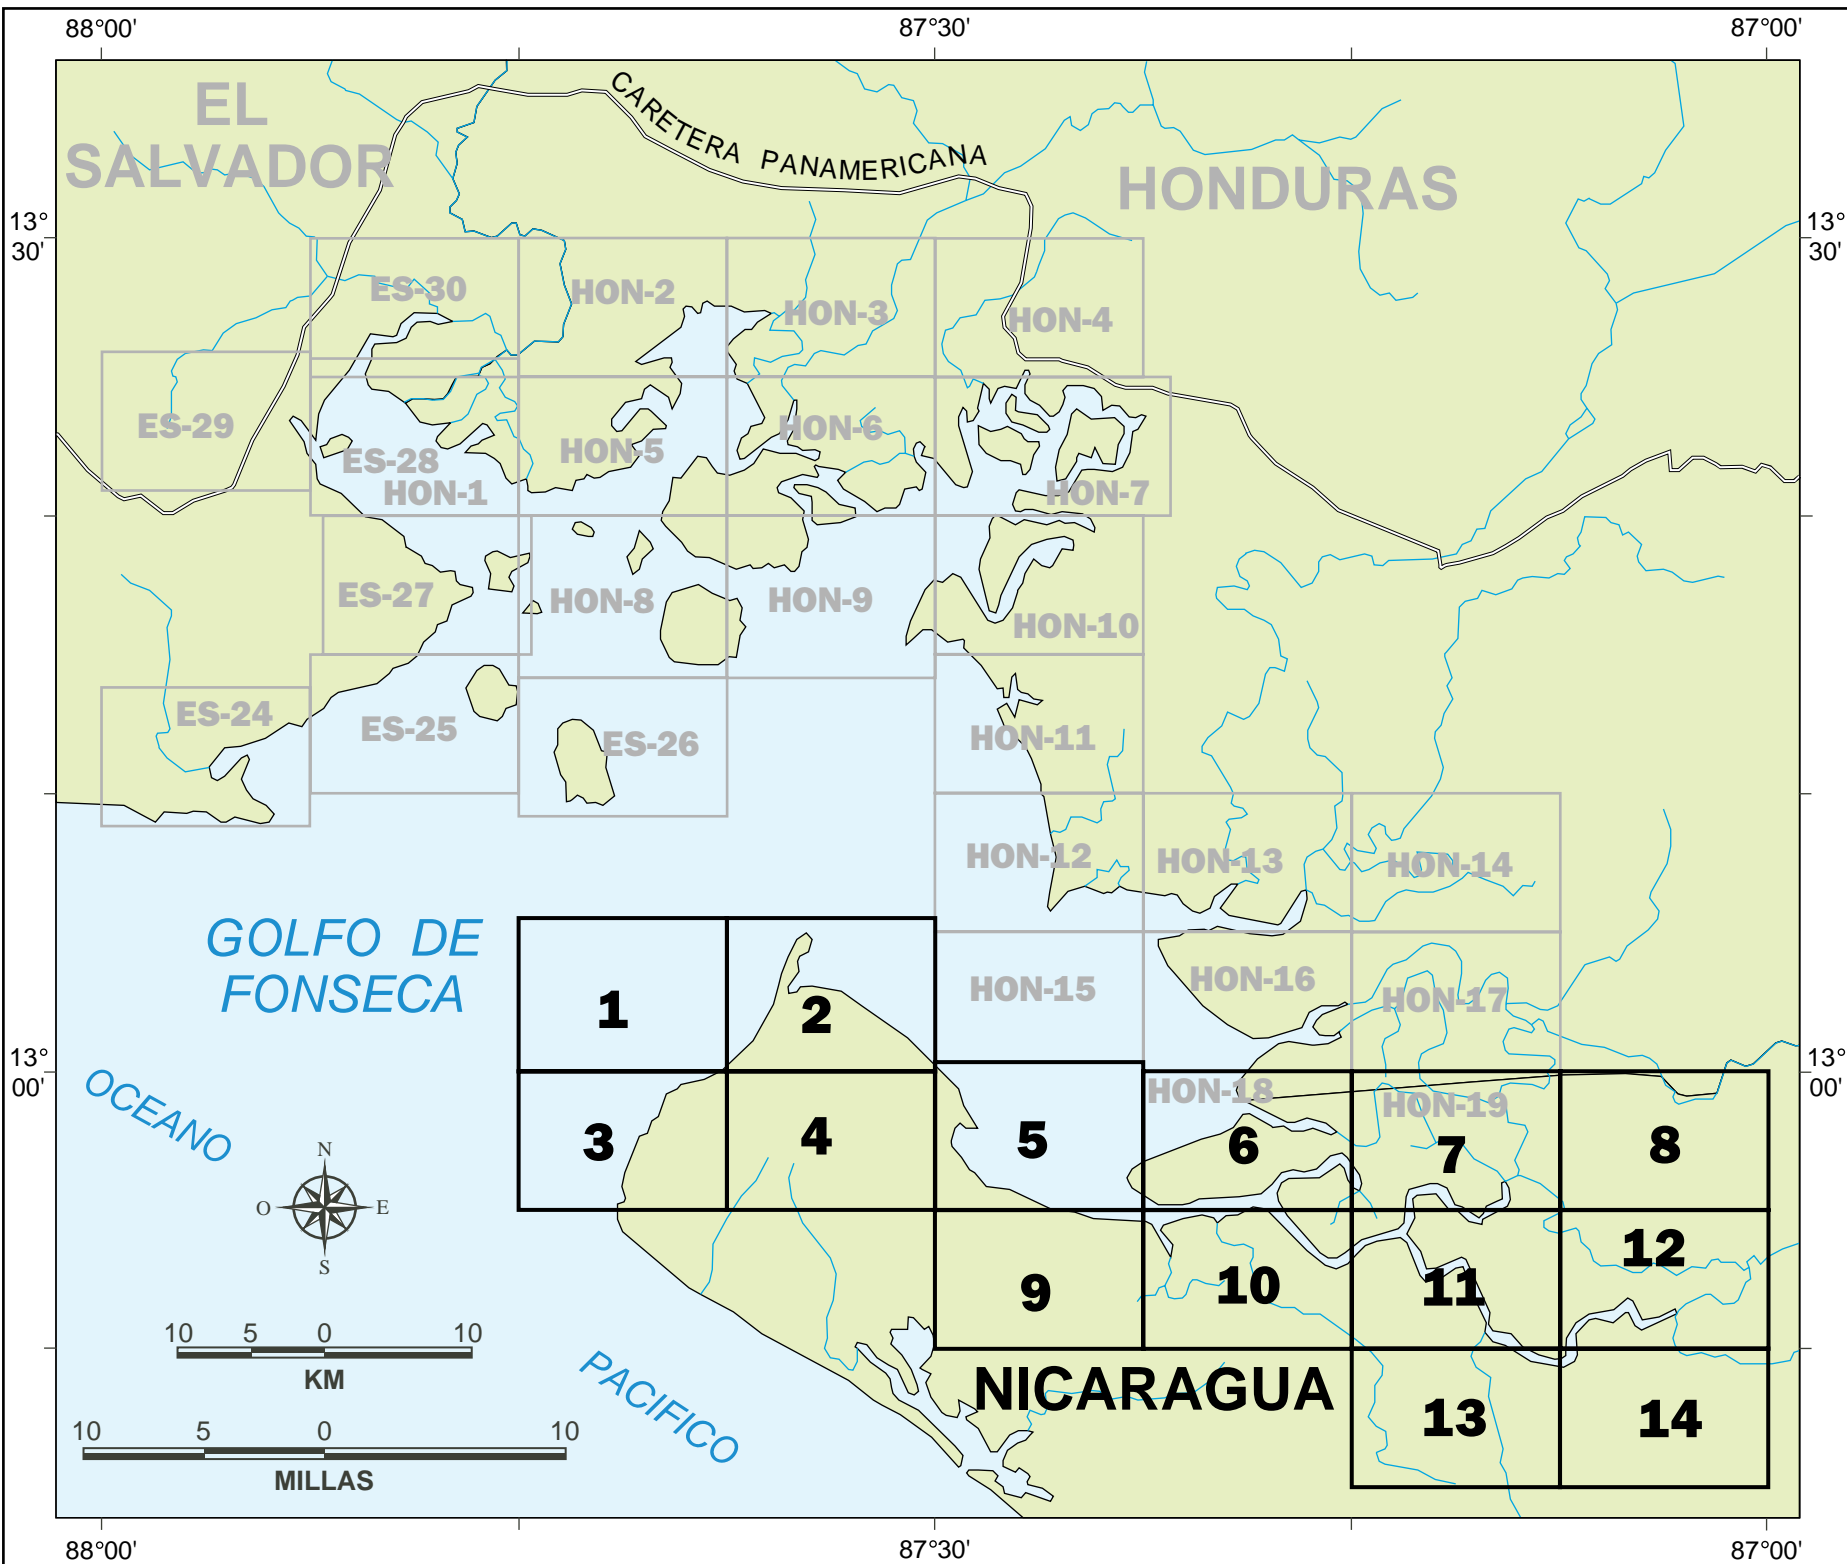 88°00'
87°30'
87°00'
EL
SALVADOR
CARETERA PANAMERICANA
HONDURAS
13°
30'
13°
30'
ES-30
HON-2
HON-3
HON-4
ES-29
ES-28
HON-1
HON-5
HON-6
HON-7
ES-27
HON-8
HON-9
HON-10
ES-24
ES-25
ES-26
HON-11
HON-12
HON-13
HON-14
GOLFO DE
FONSECA
1
2
HON-15
HON-16
HON-17
13°
00'
13°
00'
OCEANO
3
4
5
HON-18
6
HON-19
7
8
N
O
E
S
9
10
11
12
10 5 0 10
KM
PACIFICO
NICARAGUA
13
14
10 5 0 10
MILLAS
88°00'
87°30'
87°00'